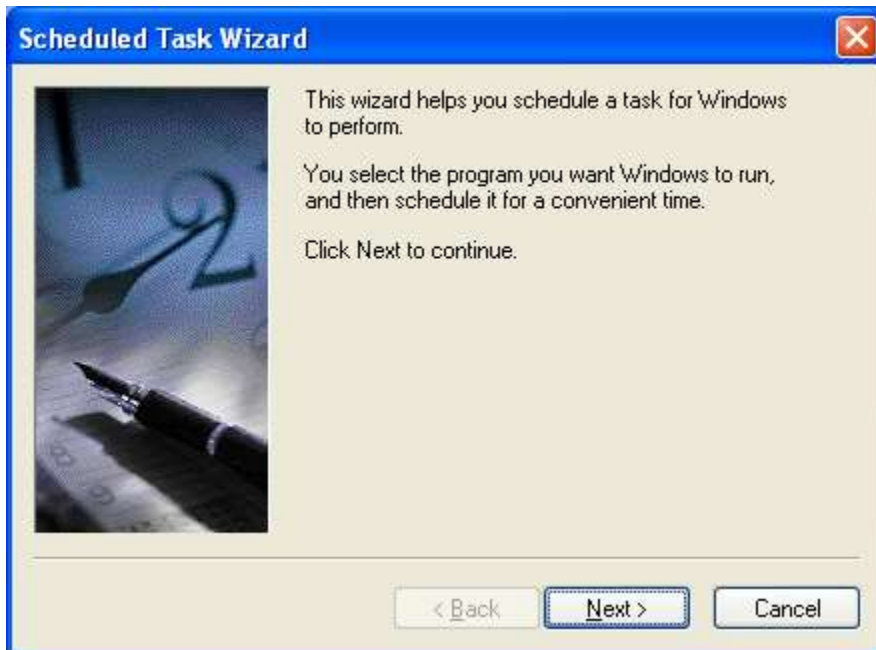 Scheduled Task Wizard
This wizard helps you schedule a task for Windows
to perform.
You select the program you want Windows to run,
and then schedule it for a convenient time.
Click Next to continue.
2
< Back Next > Cancel